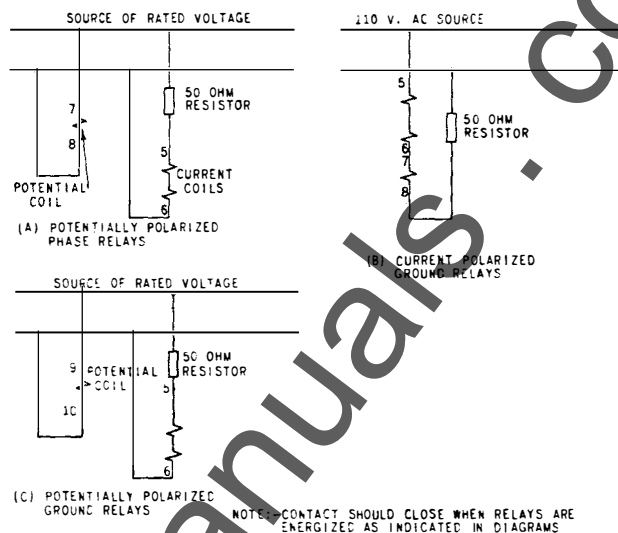 SOURCE OF RATED VOLTAGE
50 OHM
RESISTOR
7
8
5
CURRENT
COILS
6
POTENTIAL
COIL
(A) POTENTIALLY POLARIZED
PHASE RELAYS
110 V. AC SOURCE
5
50 OHM
RESISTOR
6
7
8
(B) CURRENT POLARIZED
GROUND RELAYS
SOURCE OF RATED VOLTAGE
9
POTENTIAL
COIL
10
50 OHM
RESISTOR
5
6
(C) POTENTIALLY POLARIZED
GROUND RELAYS
NOTE:-CONTACT SHOULD CLOSE WHEN RELAYS ARE
ENERGIZED AS INDICATED IN DIAGRAMS
anuals.co